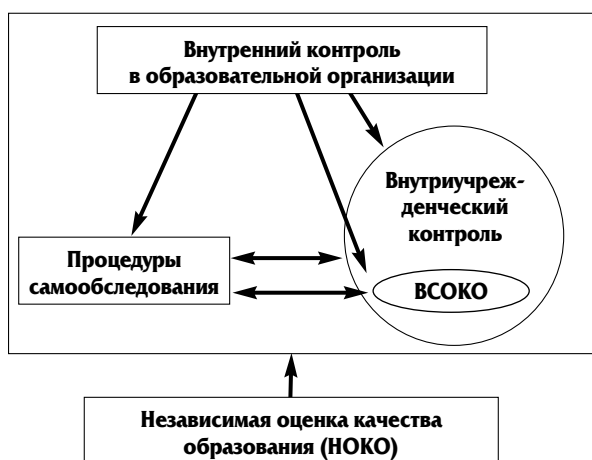 Внутренний контроль
в образовательной организации
Внутриучреж-
денческий
контроль
Процедуры
самообследования
ВСОКО
Независимая оценка качества
образования (НОКО)